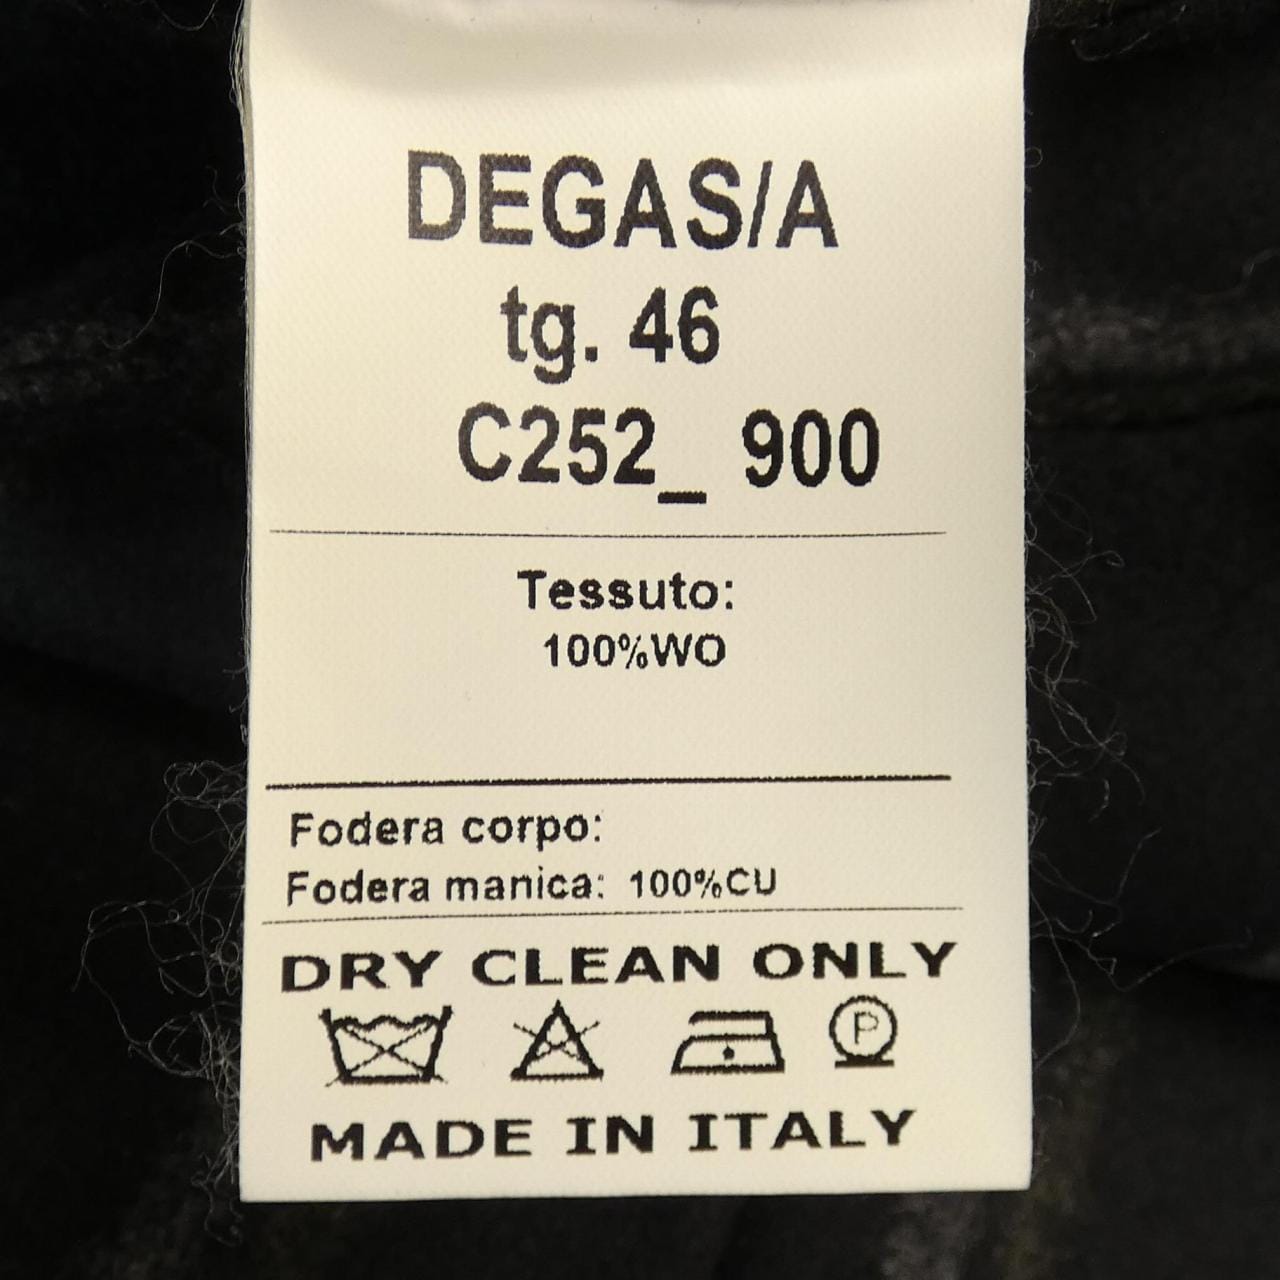 DEGAS/A
tg. 46
C252_ 900
Tessuto:
100%WO
Fodera corpo:
Fodera manica: 100%CU
DRY CLEAN ONLY
P
MADE IN ITALY